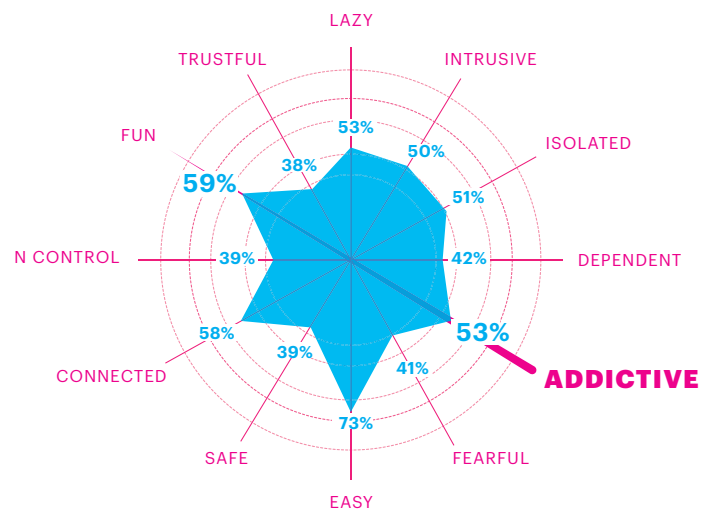 LAZY
TRUSTFUL
INTRUSIVE
FUN
ISOLATED
53%
50%
38%
59%
51%
N CONTROL
39%
42%
DEPENDENT
58%
53%
39%
41%
CONNECTED
ADDICTIVE
73%
SAFE
FEARFUL
EASY